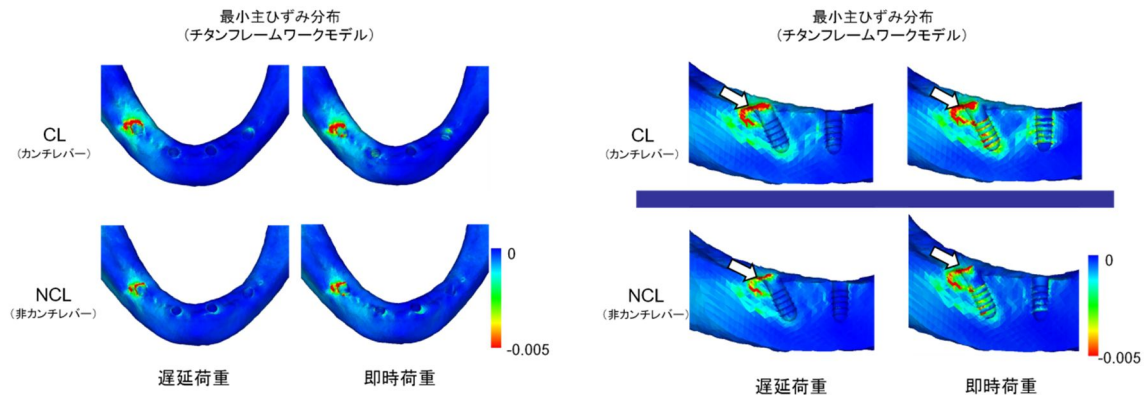 最小主ひずみ分布
(チタンフレームワークモデル)
CL
(カンチレバー)
NCL
(非カンチレバー)
0
-0.005
遅延荷重
即時荷重
最小主ひずみ分布
(チタンフレームワークモデル)
CL
(カンチレバー)
NCL
(非カンチレバー)
0
-0.005
遅延荷重
即時荷重